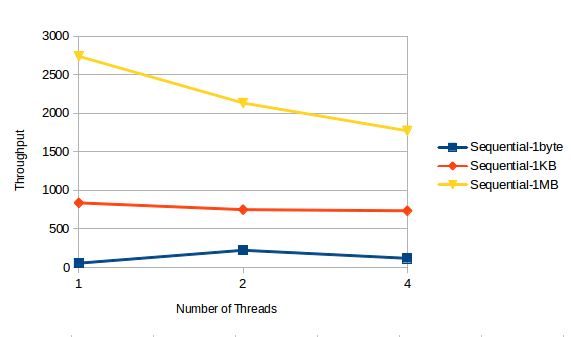 3000
2500
2000
1500
1000
500
0
Throughput
1
2
4
Number of Threads
Sequential-1byte
Sequential-1KB
Sequential-1MB